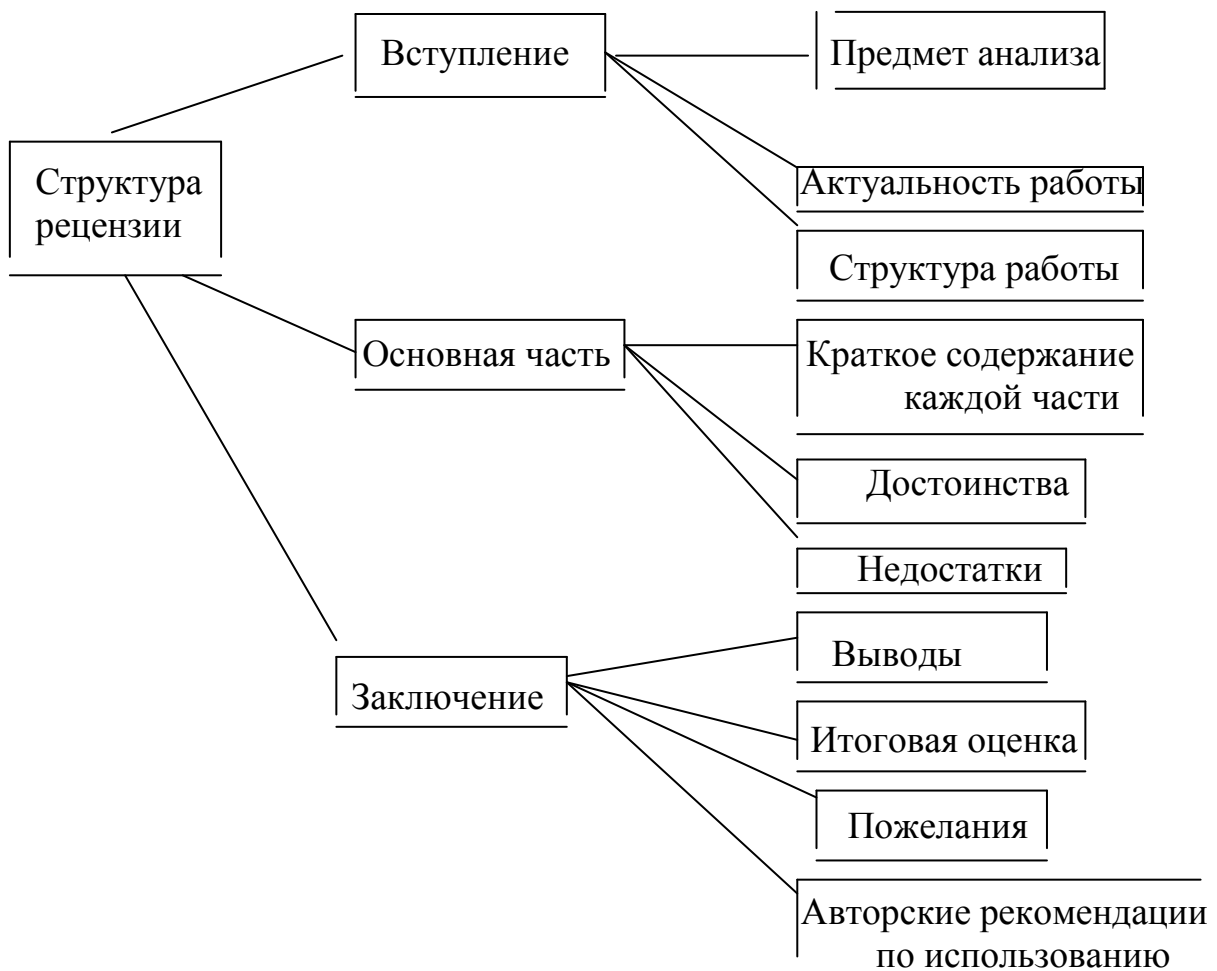 Вступление
Предмет анализа
Структура
рецензии
Актуальность работы
Структура работы
Основная часть
Краткое содержание
каждой части
Достоинства
Недостатки
Заключение
Выводы
Итоговая оценка
Пожелания
Авторские рекомендации
по использованию